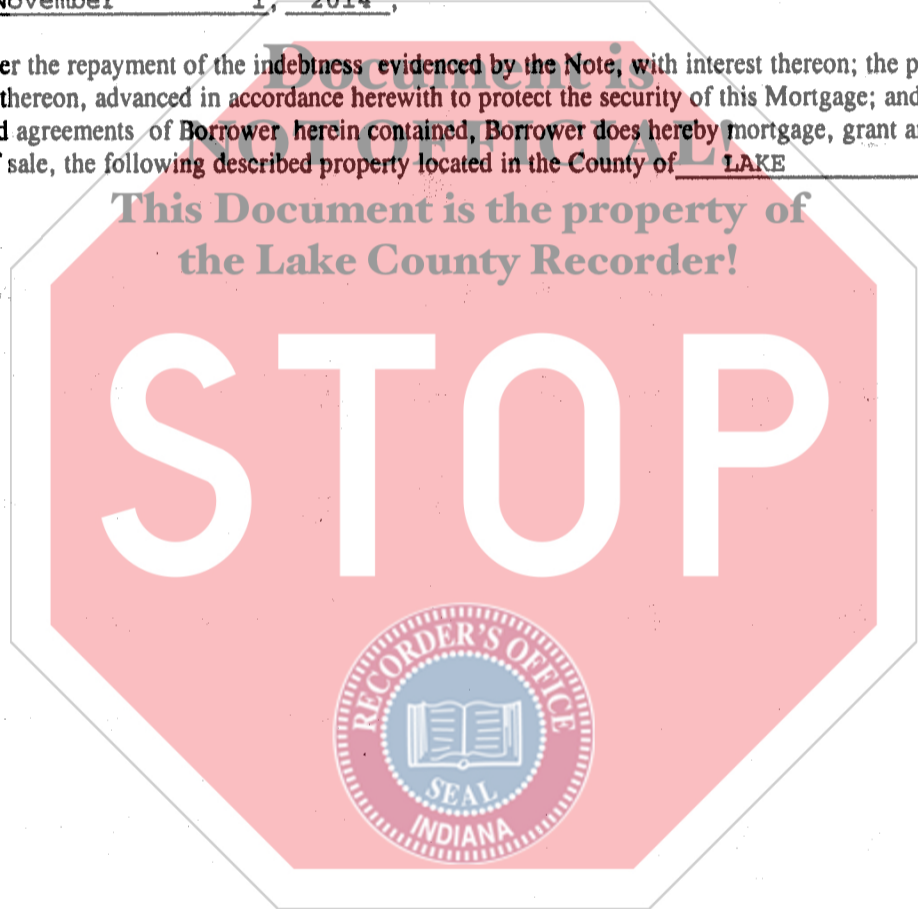 November 1, 2014,
er the repayment of the indebtness evidenced by the Note, with interest thereon; the p
thereon, advanced in accordance herewith to protect the security of this Mortgage; and
d agreements of Borrower herein contained, Borrower does hereby mortgage, grant a
sale, the following described property located in the County of LAKE
Document is
NOT OFFICIAL!
This Document is the property of
the Lake County Recorder!
STOP
RECORDER'S OFFICE
SEAL
INDIANA